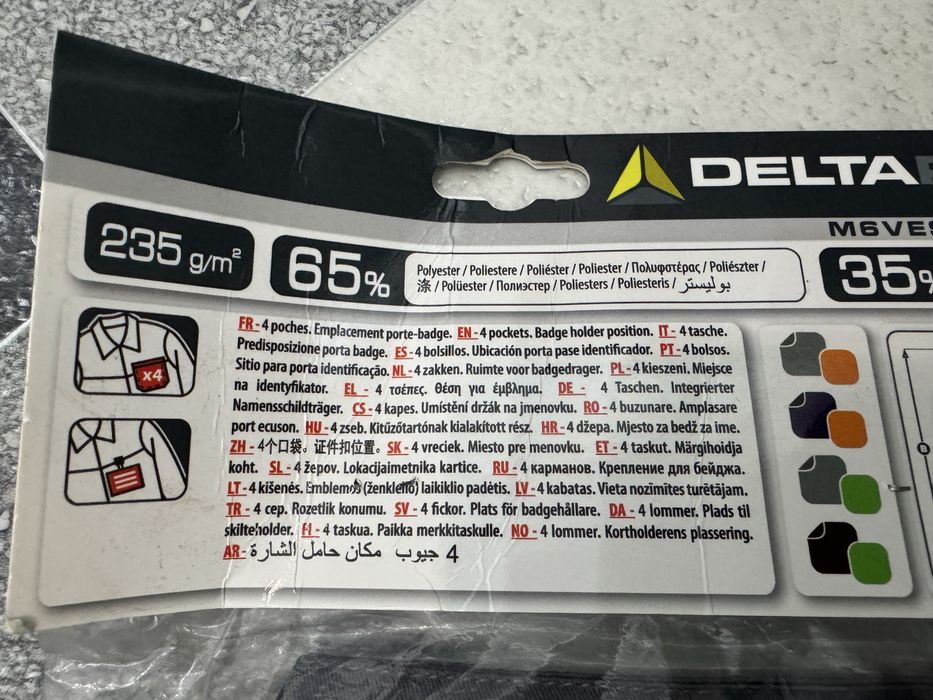 DELTA
M6VE
235 g/m²
65%
Polyester / Poliestere / Poliéster / Poliester / Πολυφοτέρας / Poliészter /
涤 / Polüester / Полиэстер / Poliesters / Poliesteris / بوليستر
35%
x4
FR - 4 poches. Emplacement porte-badge. EN - 4 pockets. Badge holder position. IT - 4 tasche.
Predisposizione porta badge. ES - 4 bolsillos. Ubicación porta pase identificador. PT - 4 bolsos.
Sitio para porta identificação. NL - 4 zakken. Ruimte voor badgedrager. PL - 4 kieszeni. Miejsce
na identyfikator. EL - 4 τσέπες. θέση για έμβλημα. DE - 4 Taschen. Integrierter
Namensschildträger. CS - 4 kapes. Umístění držák na jmenovku. RO - 4 buzunare. Amplasare
port ecuson. HU - 4 zseb. Kitűzőtartónak kialakított rész. HR - 4 džepa. Mjesto za bedž za ime.
ZH - 4个口袋。证件扣位置。 SK - 4 vreciek. Miesto pre menovku. ET - 4 taskut. Märgihoidja
koht. SL - 4 žepov. Lokacijaimetnika kartice. RU - 4 карманов. Крепление для бейджа.
LT - 4 kišenės. Emblemos (ženklelio) laikiklio padėtis. LV - 4 kabatas. Vieta nozīmītes turētājam.
TR - 4 cep. Rozetlik konumu. SV - 4 fickor. Plats för badgehållare. DA - 4 lommer. Plads til
skilteholder. FI - 4 taskua. Paikka merkkitaskulle. NO - 4 lommer. Kortholderens plassering.
AR - 4 جيوب مكان حامل الشارة